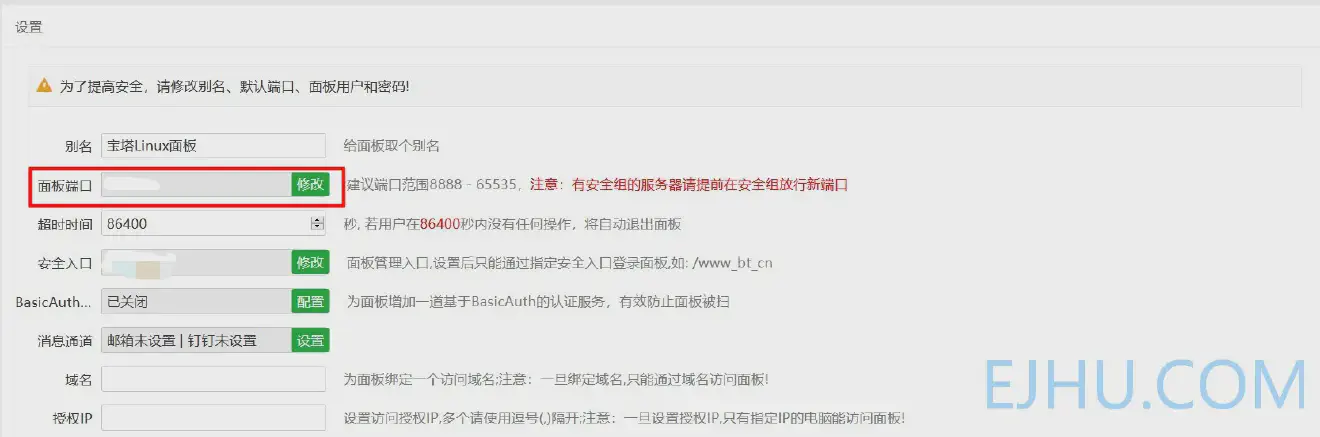 设置
为了提高安全，请修改别名、默认端口、面板用户和密码!
别名 宝塔Linux面板 给面板取个别名
面板端口 修改 建议端口范围8888 - 65535，注意：有安全组的服务器请提前在安全组放行新端口
超时时间 86400 秒, 若用户在86400秒内没有任何操作，将自动退出面板
安全入口 修改 面板管理入口,设置后只能通过指定安全入口登录面板,如: /www_bt_cn
BasicAuth... 已关闭 配置 为面板增加一道基于BasicAuth的认证服务，有效防止面板被扫
消息通道 邮箱未设置 | 钉钉未设置 设置
域名 为面板绑定一个访问域名;注意：一旦绑定域名,只能通过域名访问面板!
授权IP 设置访问授权IP,多个请使用逗号(,)隔开;注意：一旦设置授权IP,只有指定IP的电脑能访问面板!
EJHU.COM